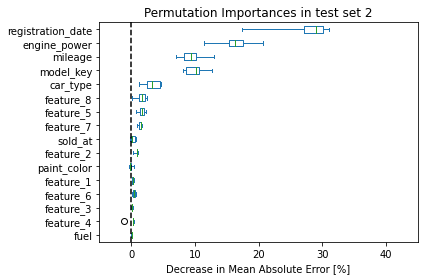 Permutation Importances in test set 2
registration_date
engine_power
mileage
model_key
car_type
feature_8
feature_5
feature_7
sold_at
feature_2
paint_color
feature_1
feature_6
feature_3
feature_4
fuel
0 10 20 30 40
Decrease in Mean Absolute Error [%]